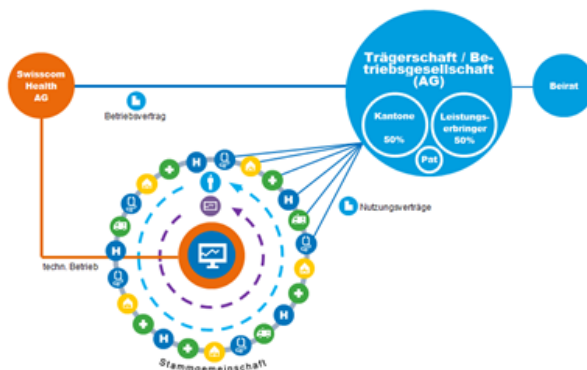 Swisscom
Health
AG
Trägerschaft / Be-
triebsgesellschaft
(AG)
Beirat
Kantone
50%
Leistungs-
erbringer
50%
Pat
Betriebsvertrag
Nutzungsverträge
techn. Betrieb
H
H
H
H
H
H
Stammgemeinschaft